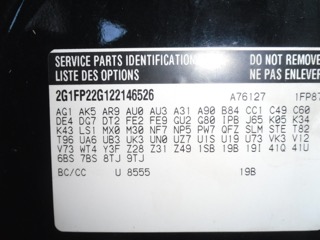 SERVICE PARTS IDENTIFICATION DO NOT REMOVE
LISTE DES OPTIONS NE PAS ENLEVER
2G1FP22G122146526 A76127 1FP87
AG1 AK5 AR9 AU0 AU3 A31 A90 B84 CC1 C49 C60
DE4 DG7 DT2 FE2 FE9 GU2 G80 IPB J65 K05 K34
K43 LS1 MX0 M30 NF7 NP5 PW7 QFZ SLM STE T82
T96 UA6 UB3 UK3 UN0 UZ7 U1S U73 VK3 V12
V73 WT4 Y3F Z28 Z31 Z49 1SB 19B 19I 41Q 41U
6BS 7BS 8TJ 9TJ
BC/CC U 8555 19B